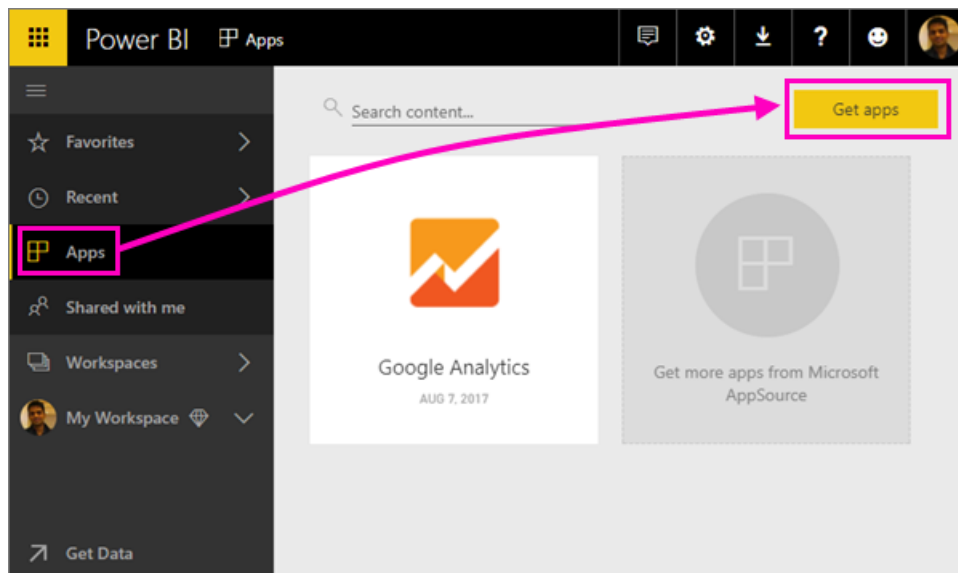 Power BI
Apps
?
Search content...
Get apps
Favorites
Recent
Apps
Shared with me
Workspaces
My Workspace
Get Data
Google Analytics
AUG 7, 2017
Get more apps from Microsoft
AppSource